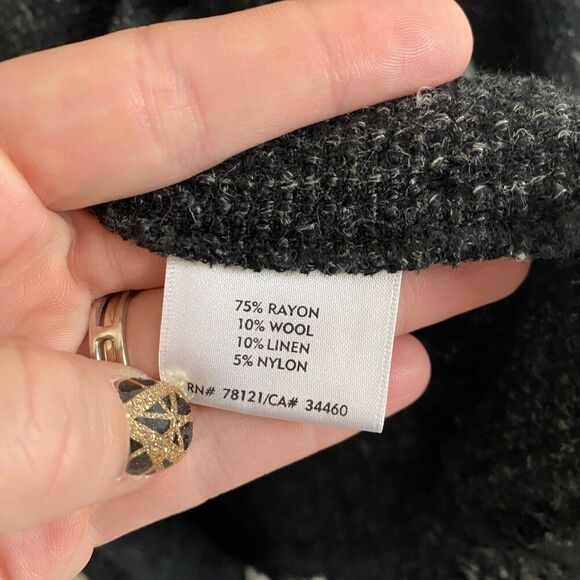 75% RAYON
10% WOOL
10% LINEN
5% NYLON
RN# 78121/CA# 34460